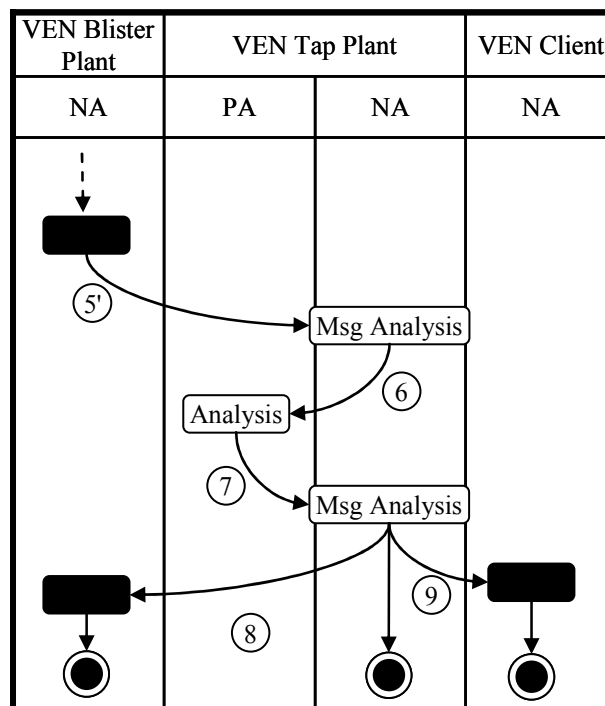 VEN Blister
Plant
VEN Tap Plant
VEN Client
NA
PA
NA
NA
5'
Msg Analysis
6
Analysis
7
Msg Analysis
9
8